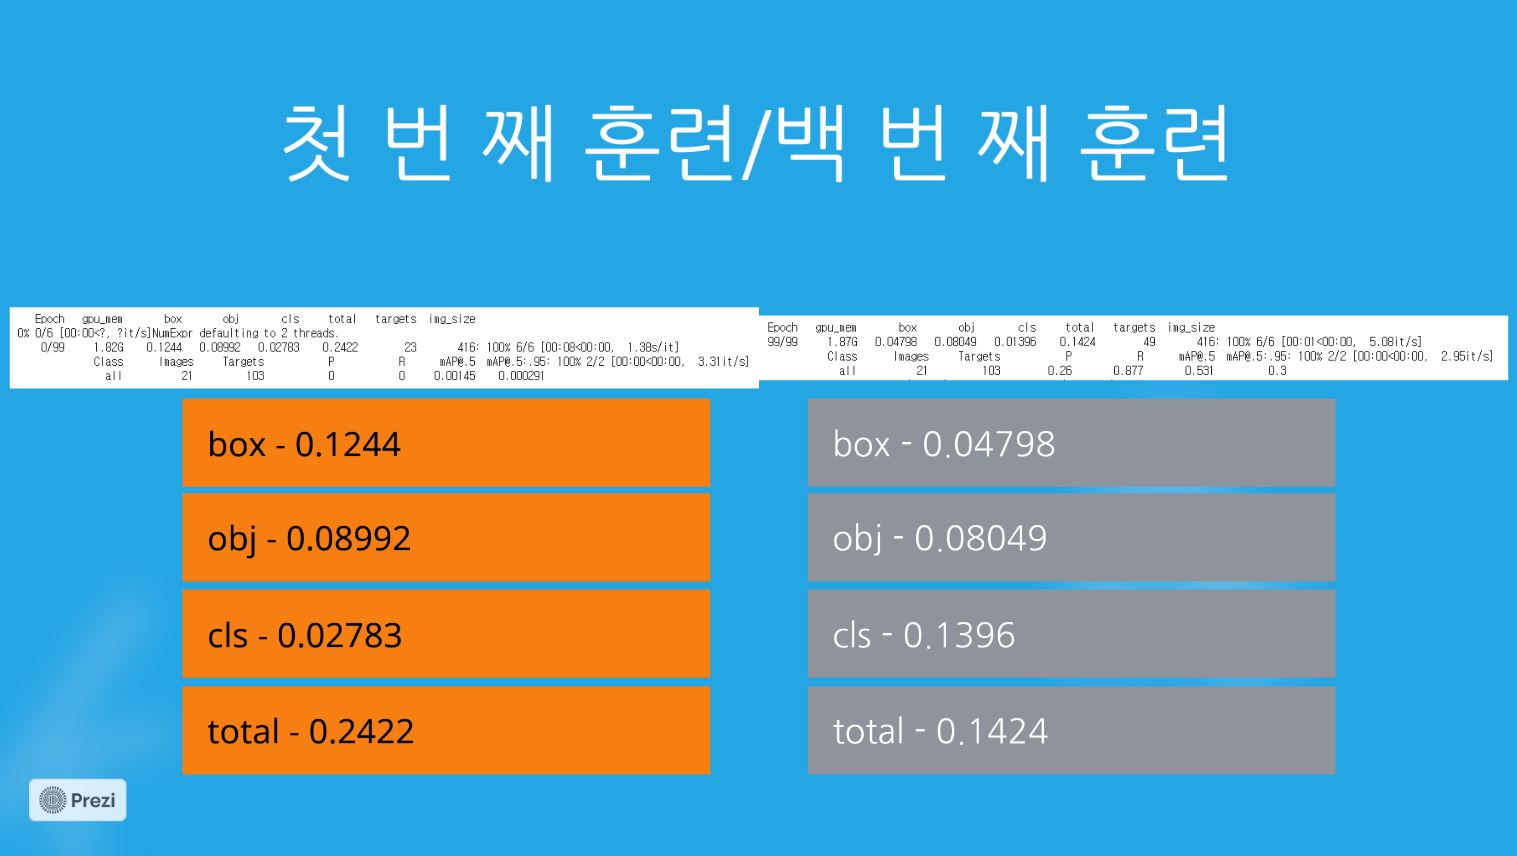 첫 번 째 훈련/백 번 째 훈련
Epoch gpu_mem box obj cls total targets img_size
0% 0/6 [00:00<?, ?it/s]NumExpr defaulting to 2 threads.
0/99 1.82G 0.1244 0.08992 0.02783 0.2422 23 416: 100% 6/6 [00:08<00:00, 1.38s/it]
Class Images Targets P R mAP@.5 mAP@.5:.95: 100% 2/2 [00:00<00:00, 3.31it/s]
all 21 103 0 0 0.00145 0.000291
Epoch gpu_mem box obj cls total targets img_size
99/99 1.87G 0.04798 0.08049 0.01396 0.1424 49 416: 100% 6/6 [00:01<00:00, 5.08it/s]
Class Images Targets P R mAP@.5 mAP@.5:.95: 100% 2/2 [00:00<00:00, 2.95it/s]
all 21 103 0.26 0.877 0.531 0.3
box - 0.1244
obj - 0.08992
cls - 0.02783
total - 0.2422
box - 0.04798
obj - 0.08049
cls - 0.1396
total - 0.1424
Prezi